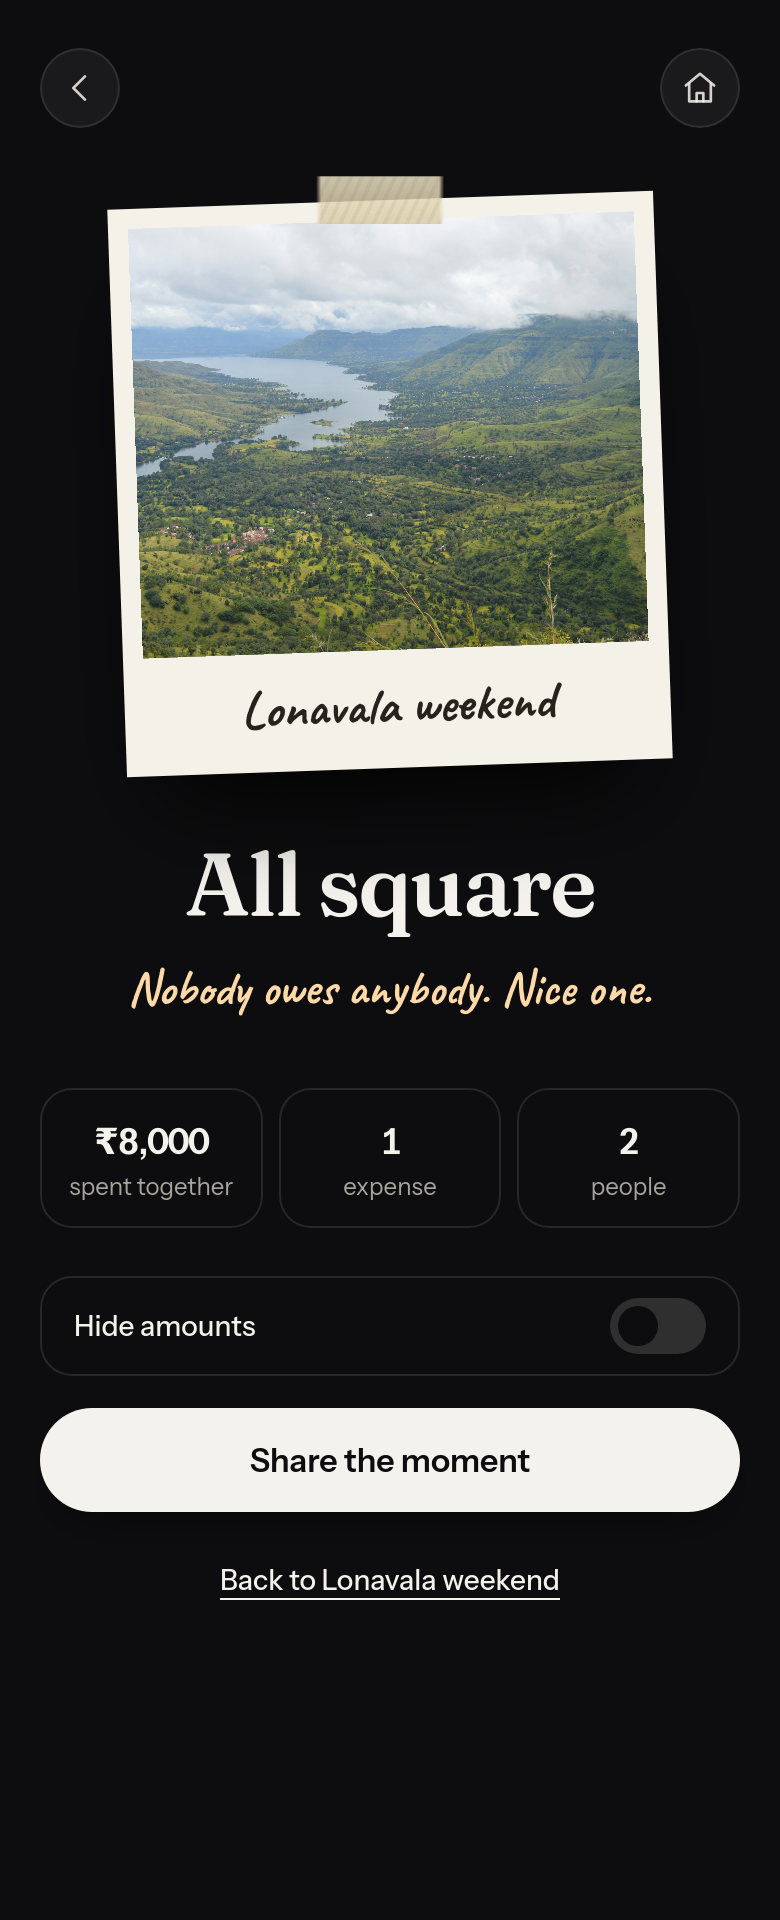 Lonavala weekend
All square
Nobody owes anybody. Nice one.
₹8,000
spent together
1
expense
2
people
Hide amounts
Share the moment
Back to Lonavala weekend